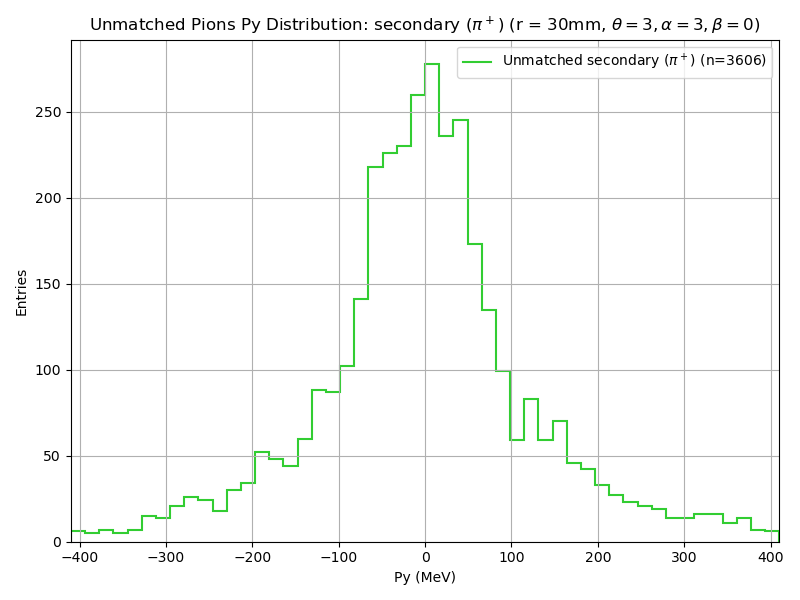 Unmatched Pions Py Distribution: secondary (π⁺) (r = 30mm, θ = 3, α = 3, β = 0)
Unmatched secondary (π⁺) (n=3606)
Entries
250
200
150
100
50
0
−400 −300 −200 −100 0 100 200 300 400
Py (MeV)